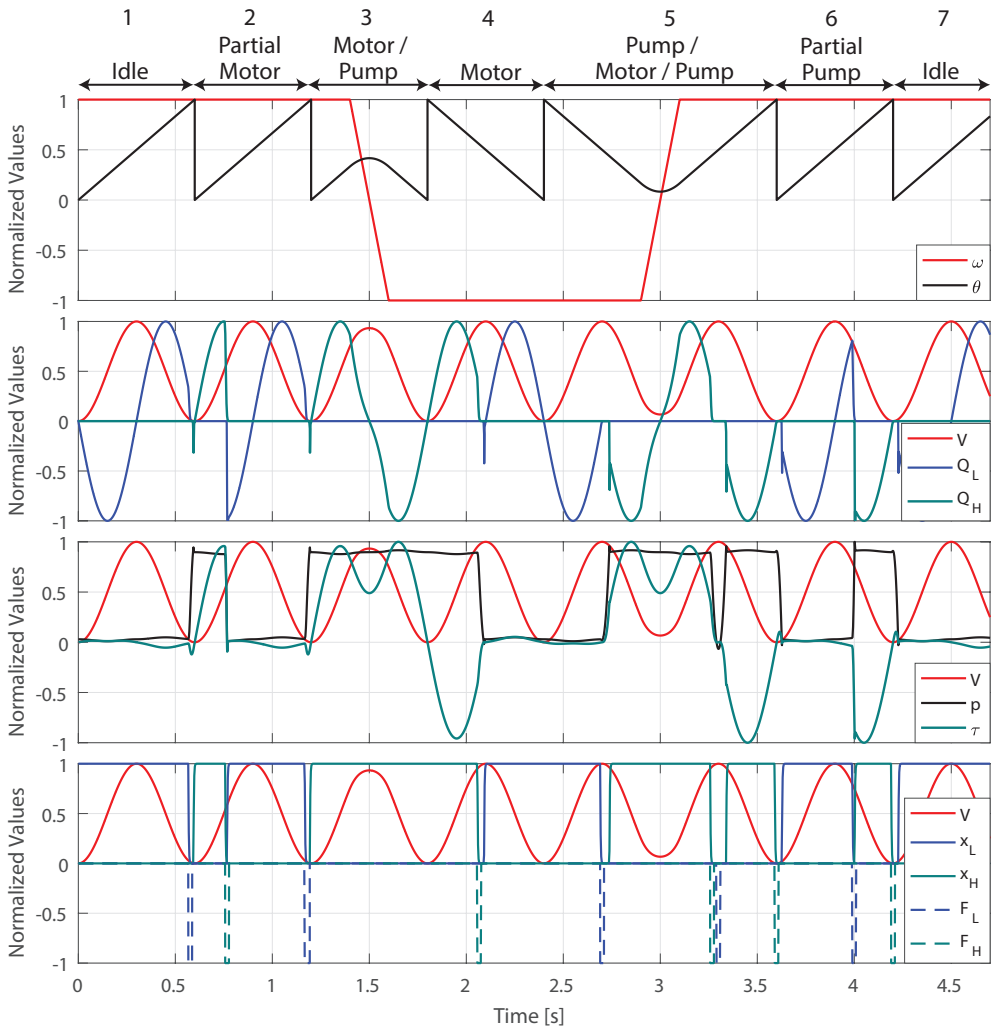 1 2 3 4 5 6 7
Idle Partial Motor Motor / Pump Motor Pump / Motor / Pump Partial Pump Idle
Normalized Values
1
0.5
0
-0.5
-1
ω
θ
Normalized Values
1
0.5
0
-0.5
-1
V
Q_L
Q_H
Normalized Values
1
0.5
0
-0.5
-1
V
p
τ
Normalized Values
1
0.5
0
-0.5
-1
V
x_L
x_H
F_L
F_H
0 0.5 1 1.5 2 2.5 3 3.5 4 4.5
Time [s]